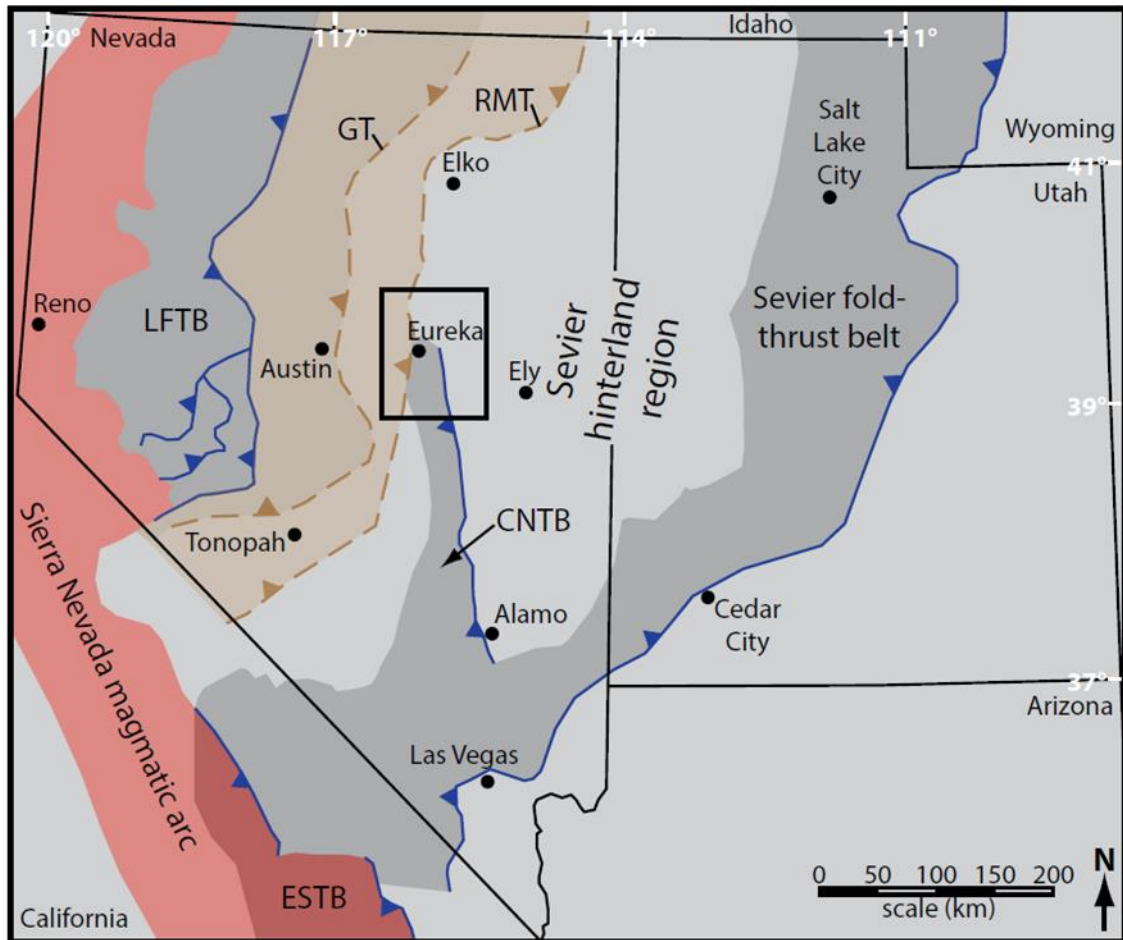 120°
Nevada
117°
114°
Idaho
111°
RMT
GT
Elko
Salt
Lake
City
Wyoming
41°
Utah
Reno
LFTB
Austin
Eureka
Ely
Sevier
hinterland
region
Sevier fold-
thrust belt
39°
CNTB
Tonopah
Alamo
Cedar
City
37°
Arizona
Sierra Nevada magmatic arc
Las Vegas
ESTB
California
0 50 100 150 200
scale (km)
N